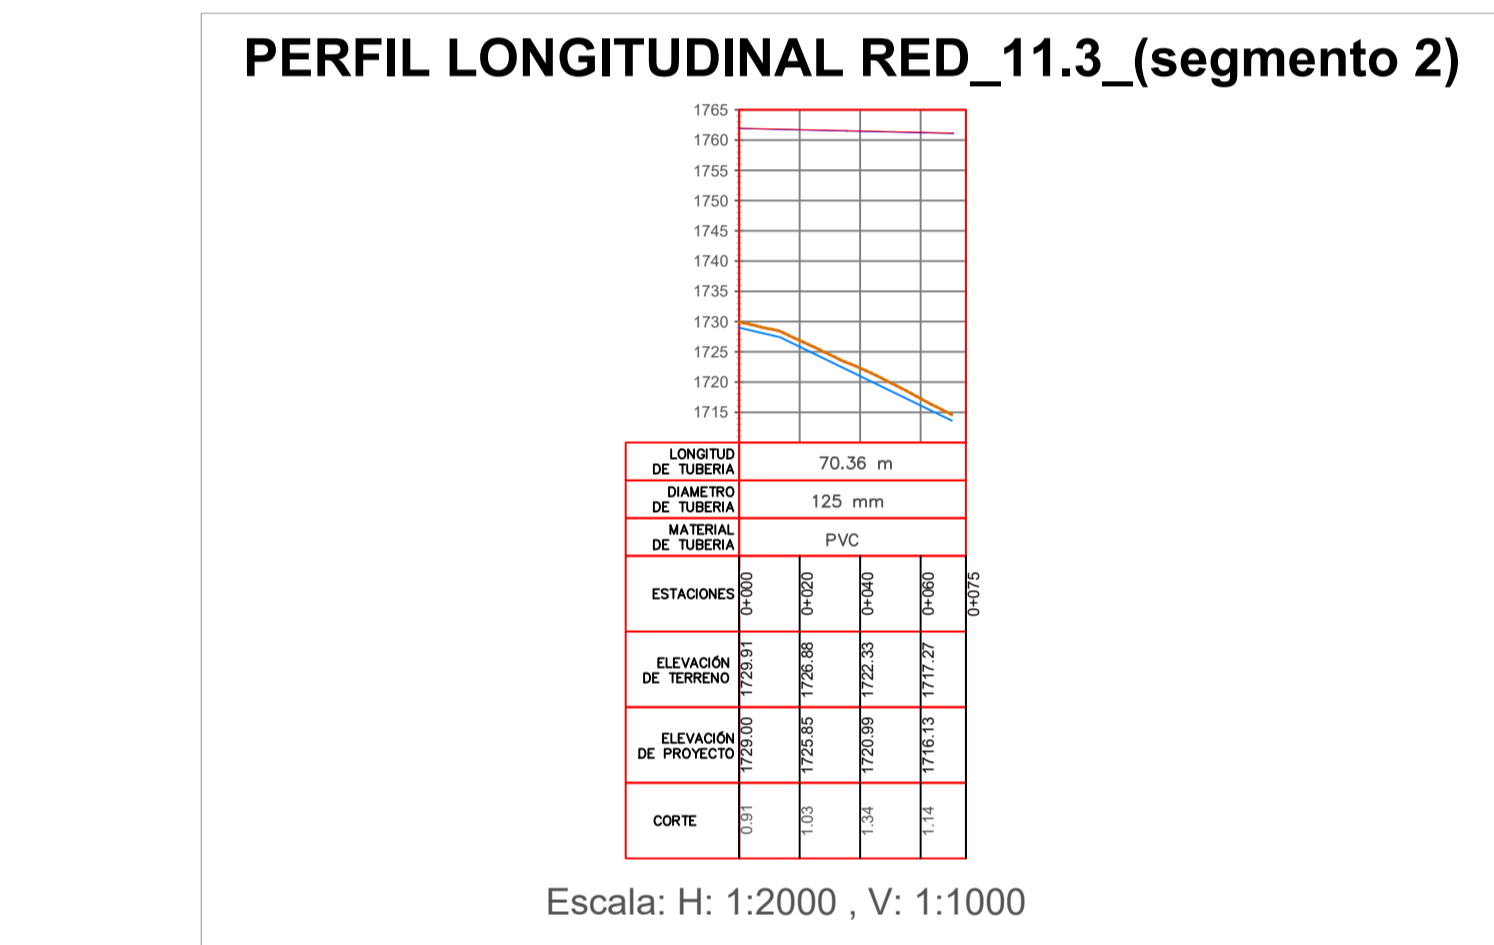 PERFIL LONGITUDINAL RED_11.3_(segmento 2)
1765
1760
1755
1750
1745
1740
1735
1730
1725
1720
1715
LONGITUD
DE TUBERIA
70.36 m
DIAMETRO
DE TUBERIA
125 mm
MATERIAL
DE TUBERIA
PVC
ESTACIONES
0+000
0+020
0+040
0+060
0+075
ELEVACIÓN
DE TERRENO
1729.91
1726.88
1722.33
1717.27
ELEVACIÓN
DE PROYECTO
1729.00
1725.85
1720.99
1716.13
CORTE
0.91
1.03
1.34
1.14
Escala: H: 1:2000 , V: 1:1000